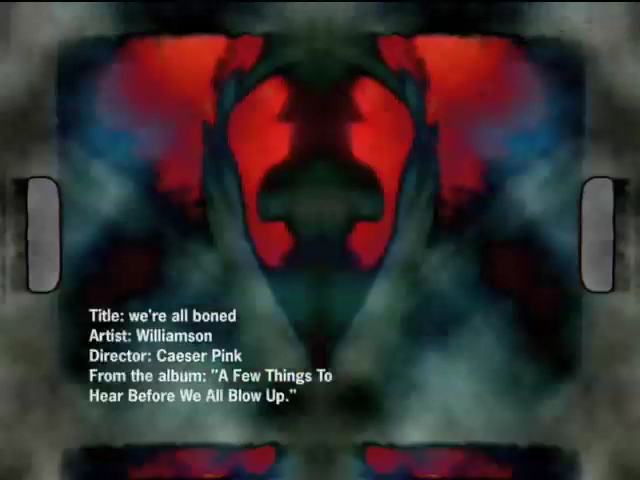 Title: we're all boned
Artist: Williamson
Director: Caeser Pink
From the album: "A Few Things To
Hear Before We All Blow Up."